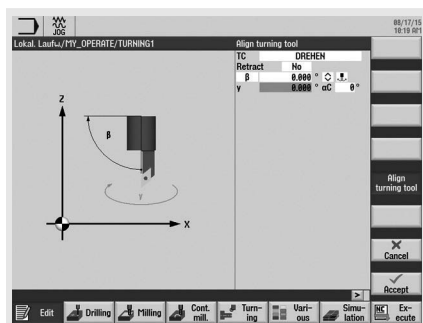 JOG
08/17/15
10:19 AM
Lokal. Laufw./MY_OPERATE/TURNING1
Align turning tool
TC DREHEN
Retract No
β 0.000 °
γ 0.000 ° αC 0°
Z
β
γ
X
Align
turning tool
Cancel
Accept
Edit
Drilling
Milling
Cont.
mill.
Turn-
ing
Vari-
ous
Simu-
lation
NC
Ex-
ecute